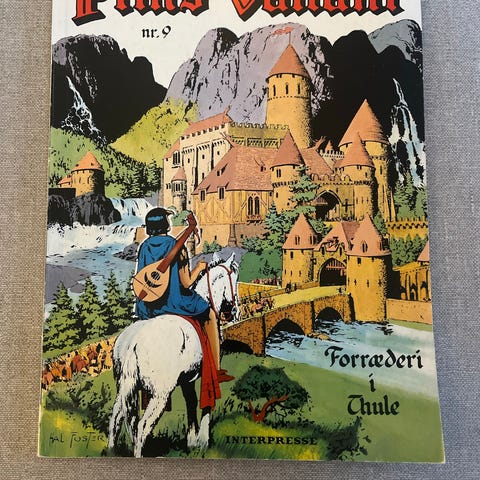 Prins Valiant
nr. 9
Forræderi
i
Thule
HAL FOSTER
INTERPRESSE